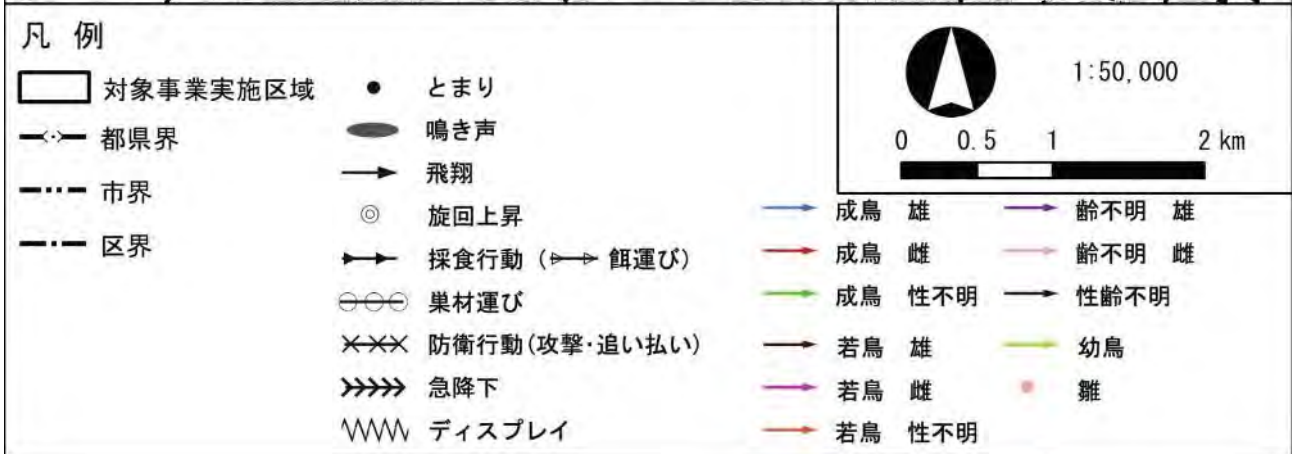 凡 例
対象事業実施区域
都県界
市界
区界
とまり
鳴き声
飛翔
旋回上昇
採食行動 (餌運び)
巣材運び
防衛行動(攻撃・追い払い)
急降下
ディスプレイ
1:50,000
0 0.5 1 2 km
成鳥 雄
成鳥 雌
成鳥 性不明
若鳥 雄
若鳥 雌
若鳥 性不明
齢不明 雄
齢不明 雌
性齢不明
幼鳥
雛